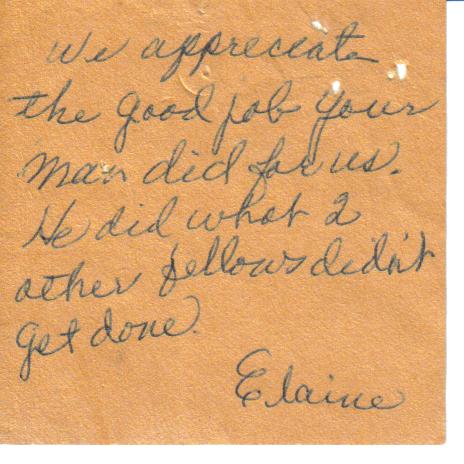 We appreciate
the good job your
man did for us.
He did what 2
other fellows didn't
get done.
Elaine